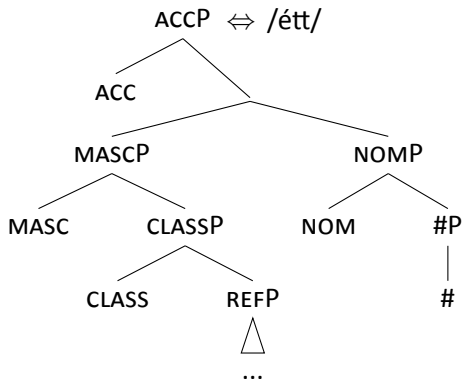 ACCP ⇔ /étt/
ACC
MASCP NOMP
MASC CLASSP NOM #P
CLASS REFP #
...